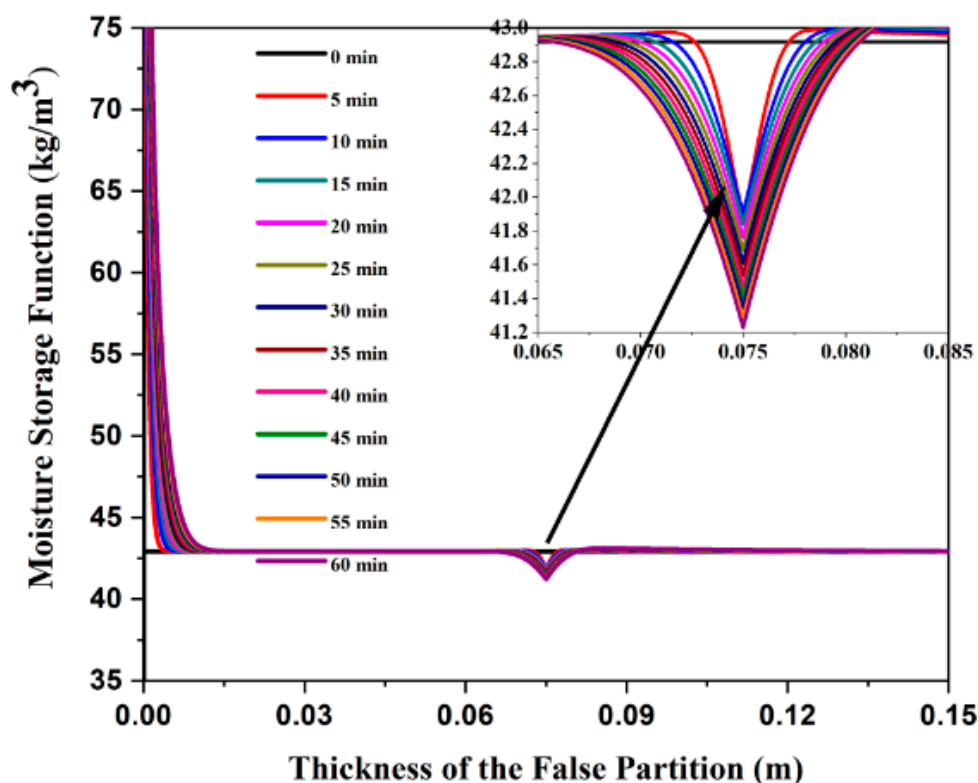 Moisture Storage Function (kg/m³)
75
70
65
60
55
50
45
40
35
0.00 0.03 0.06 0.09 0.12 0.15
Thickness of the False Partition (m)
0 min
5 min
10 min
15 min
20 min
25 min
30 min
35 min
40 min
45 min
50 min
55 min
60 min
43.0
42.8
42.6
42.4
42.2
42.0
41.8
41.6
41.4
41.2
0.065 0.070 0.075 0.080 0.085